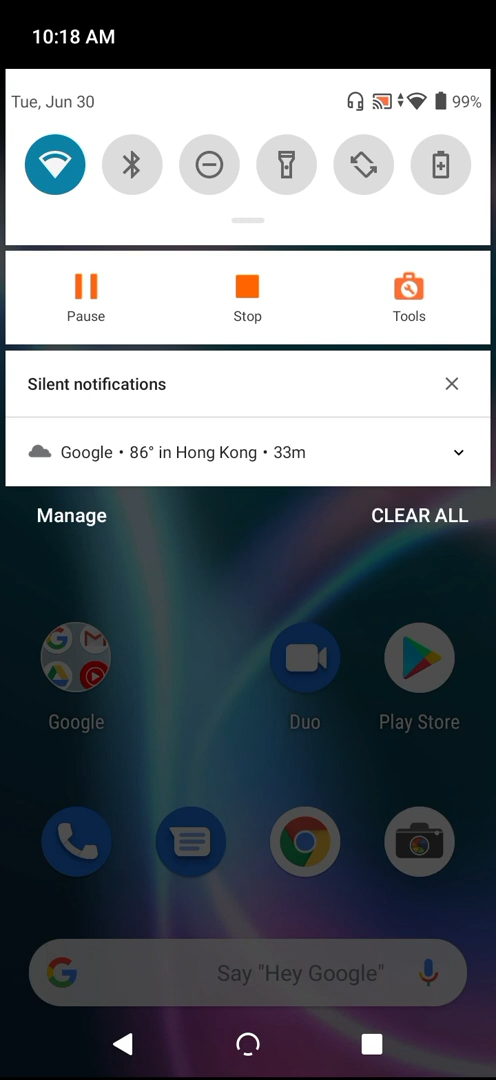 10:18 AM
Tue, Jun 30
99%
Pause
Stop
Tools
Silent notifications
Google • 86° in Hong Kong • 33m
Manage
CLEAR ALL
Google
Duo
Play Store
Say "Hey Google"